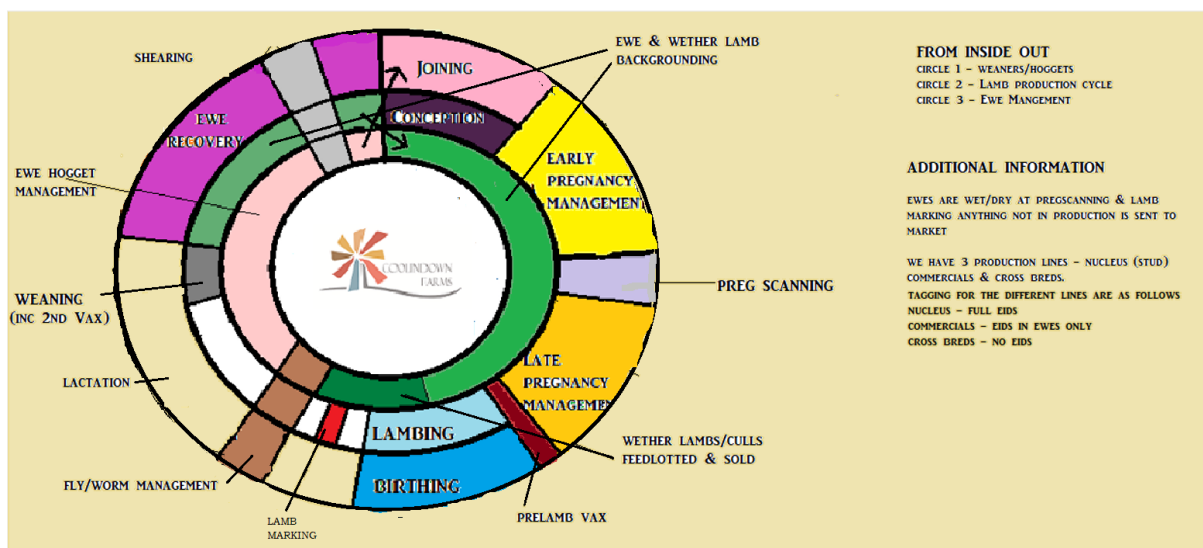 SHEARING
EWE & WETHER LAMB
BACKGROUNDING
JOINING
CONCEPTION
EWE
RECOVERY
EARLY
PREGNANCY
MANAGEMENT
EWE HOGGET
MANAGEMENT
COOLINDOWN
FARMS
PREG SCANNING
WEANING
(INC 2ND VAX)
LACTATION
LATE
PREGNANCY
MANAGEMENT
LAMBING
BIRTHING
WETHER LAMBS/CULLS
FEEDLOTTED & SOLD
FLY/WORM MANAGEMENT
LAMB
MARKING
PRELAMB VAX
FROM INSIDE OUT
CIRCLE 1 - WEANERS/HOGGETS
CIRCLE 2 - LAMB PRODUCTION CYCLE
CIRCLE 3 - EWE MANGEMENT
ADDITIONAL INFORMATION
EWES ARE WET/DRY AT PREGSCANNING & LAMB
MARKING ANYTHING NOT IN PRODUCTION IS SENT TO
MARKET
WE HAVE 3 PRODUCTION LINES - NUCLEUS (STUD)
COMMERCIALS & CROSS BREDS.
TAGGING FOR THE DIFFERENT LINES ARE AS FOLLOWS
NUCLEUS - FULL EIDS
COMMERCIALS - EIDS IN EWES ONLY
CROSS BREDS - NO EIDS